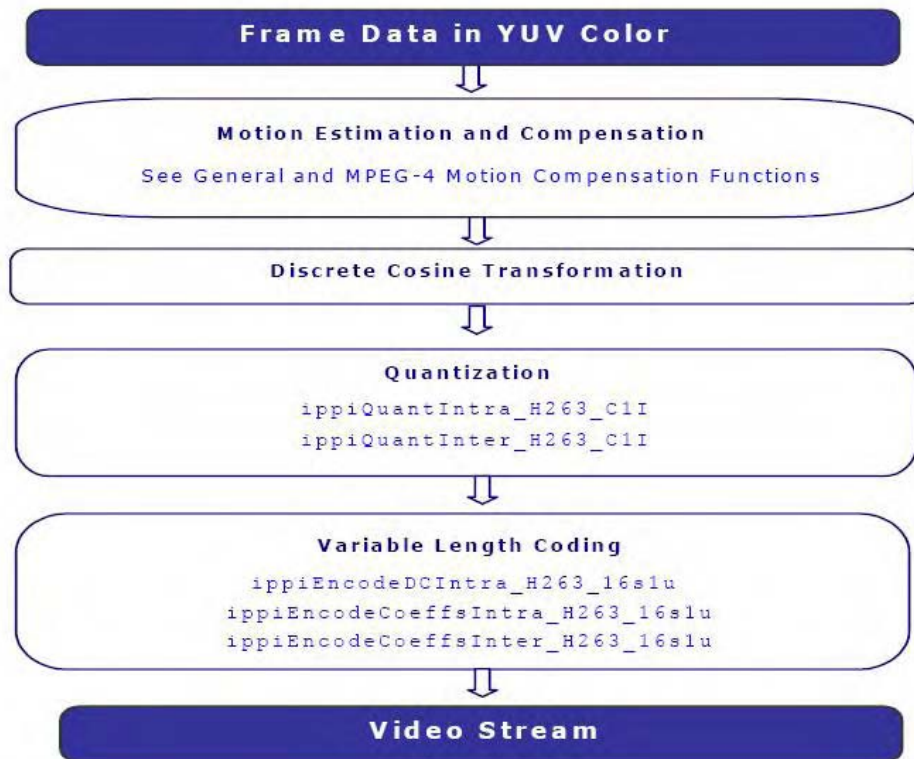 Frame Data in YUV Color
Motion Estimation and Compensation
See General and MPEG-4 Motion Compensation Functions
Discrete Cosine Transformation
Quantization
ippiQuantIntra_H263_C1I
ippiQuantInter_H263_C1I
Variable Length Coding
ippiEncodeDCIntra_H263_16s1u
ippiEncodeCoeffsIntra_H263_16s1u
ippiEncodeCoeffsInter_H263_16s1u
Video Stream